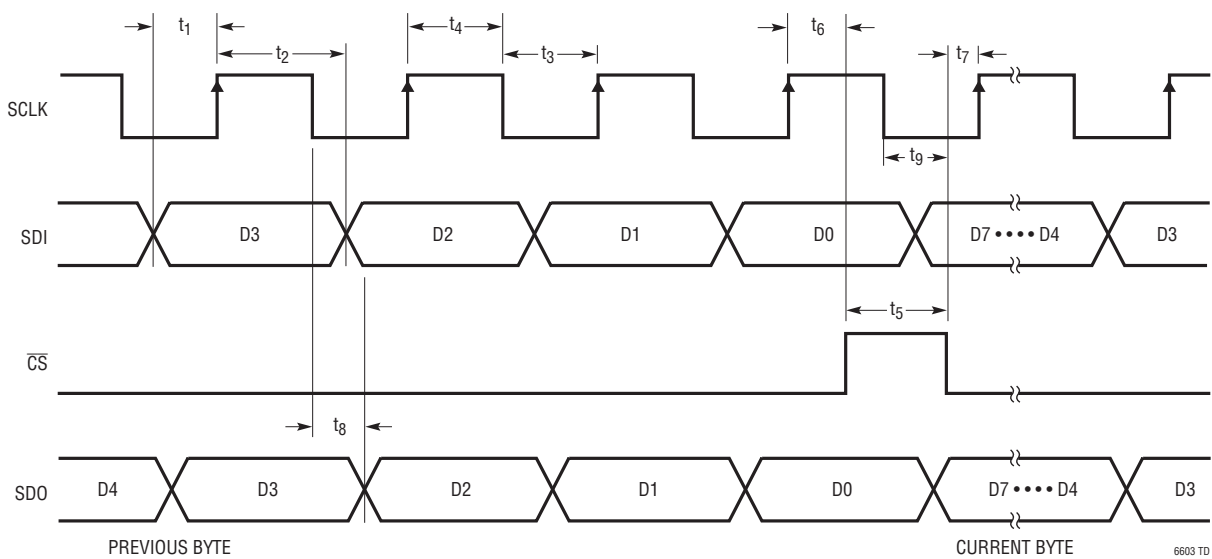 t1
t4
t6
t2
t3
t7
SCLK
t9
SDI
D3
D2
D1
D0
D7 •••• D4
D3
t5
CS
t8
SDO
D4
D3
D2
D1
D0
D7 •••• D4
D3
PREVIOUS BYTE
CURRENT BYTE
6603 TD